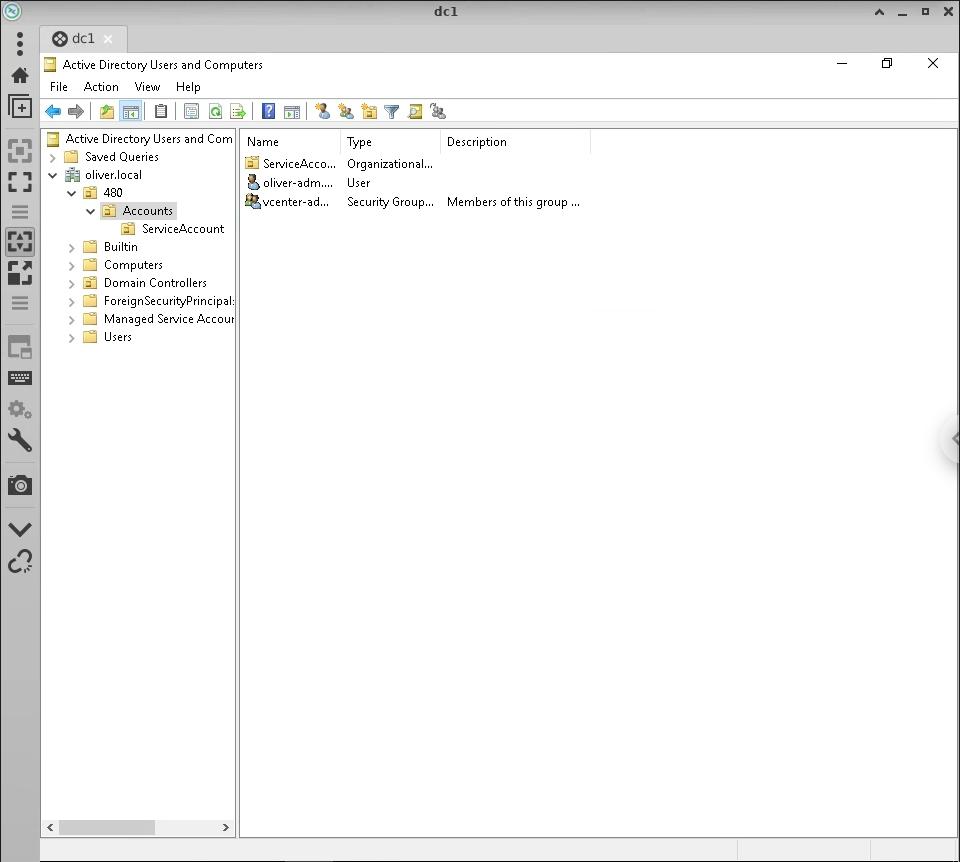 dc1
dc1
Active Directory Users and Computers
File Action View Help
Active Directory Users and Com
Saved Queries
oliver.local
480
Accounts
ServiceAccount
Builtin
Computers
Domain Controllers
ForeignSecurityPrincipals
Managed Service Accour
Users
Name Type Description
ServiceAcco... Organizational...
oliver-adm.... User
vcenter-ad... Security Group... Members of this group ...